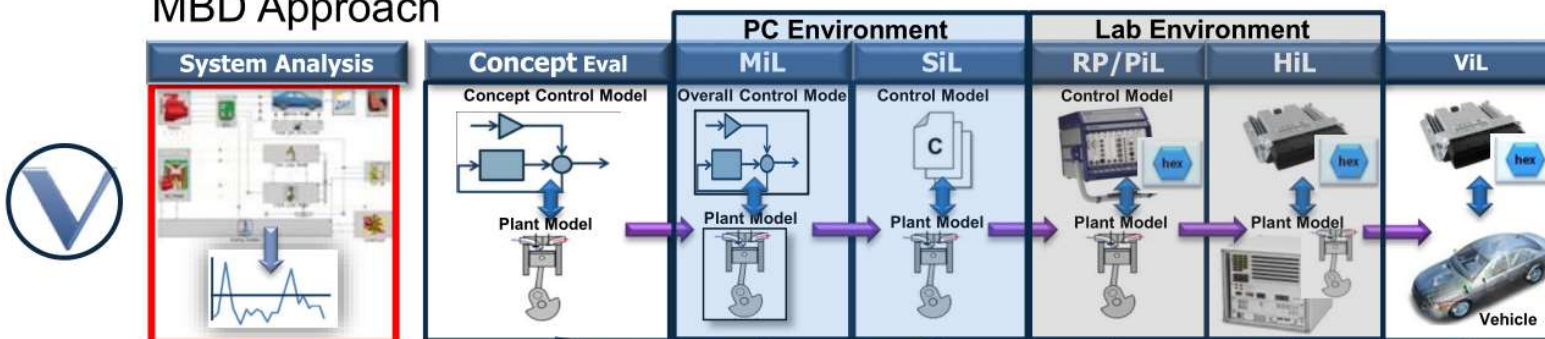 MBD Approach
PC Environment
Lab Environment
System Analysis
Concept Eval
MiL
SiL
RP/PiL
HiL
ViL
Concept Control Model
Overall Control Mode
Control Model
Control Model
C
hex
hex
hex
Plant Model
Plant Model
Plant Model
Plant Model
Plant Model
Vehicle